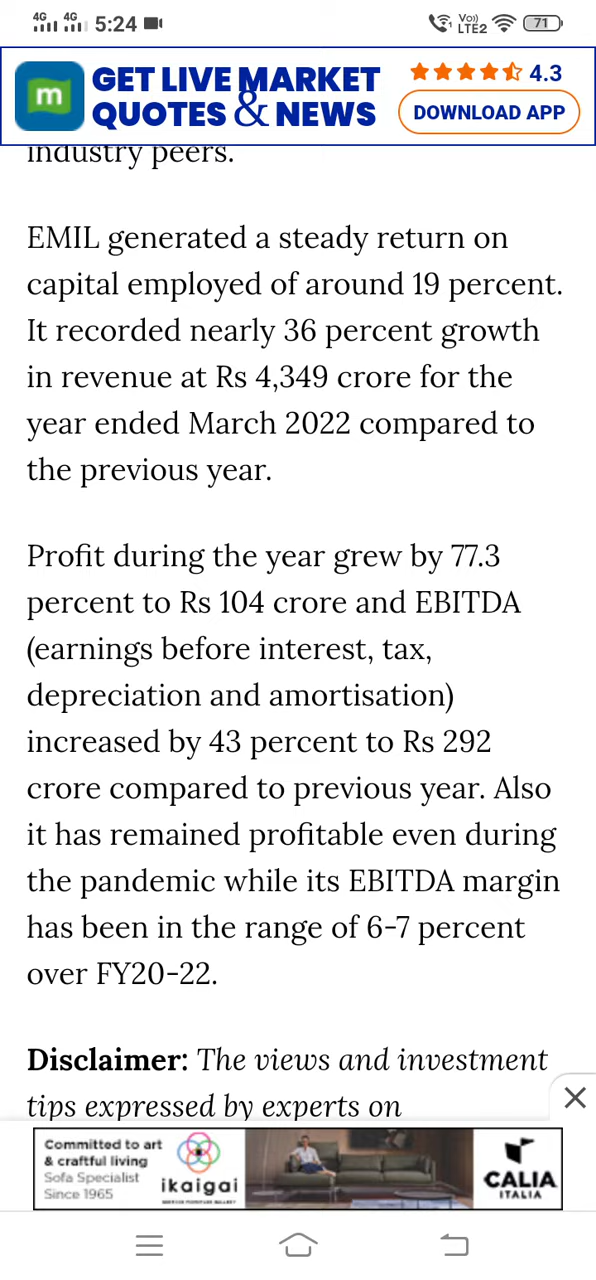 4G 4G 5:24 Vo)) LTE2 71
m GET LIVE MARKET QUOTES & NEWS 4.3 DOWNLOAD APP
industry peers.
EMIL generated a steady return on
capital employed of around 19 percent.
It recorded nearly 36 percent growth
in revenue at Rs 4,349 crore for the
year ended March 2022 compared to
the previous year.
Profit during the year grew by 77.3
percent to Rs 104 crore and EBITDA
(earnings before interest, tax,
depreciation and amortisation)
increased by 43 percent to Rs 292
crore compared to previous year. Also
it has remained profitable even during
the pandemic while its EBITDA margin
has been in the range of 6-7 percent
over FY20-22.
Disclaimer: The views and investment
tips expressed by experts on
Committed to art
& craftful living
Sofa Specialist
Since 1965
ikaigai
CALIA
ITALIA